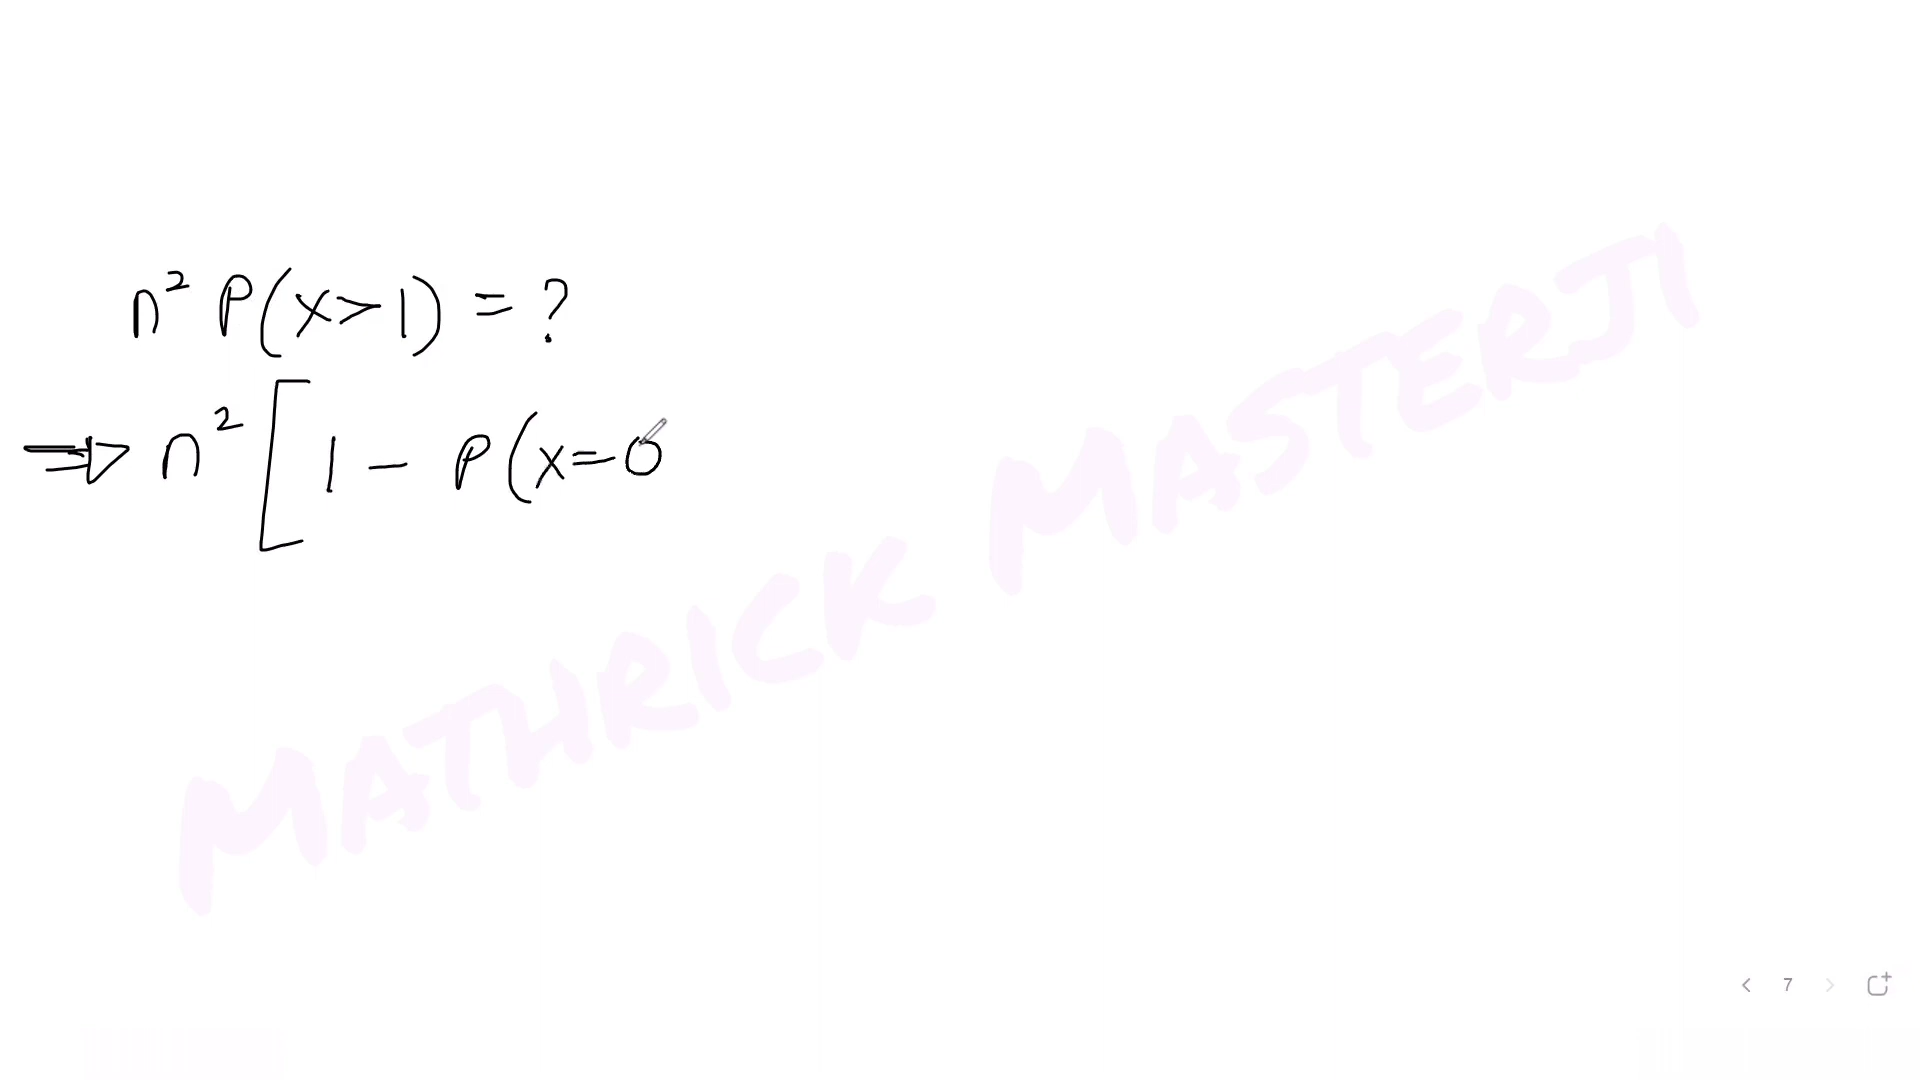 n² P(x>1) = ?
⇒ n² [ 1 - P(x=0
MATHRICK MASTERJI
7